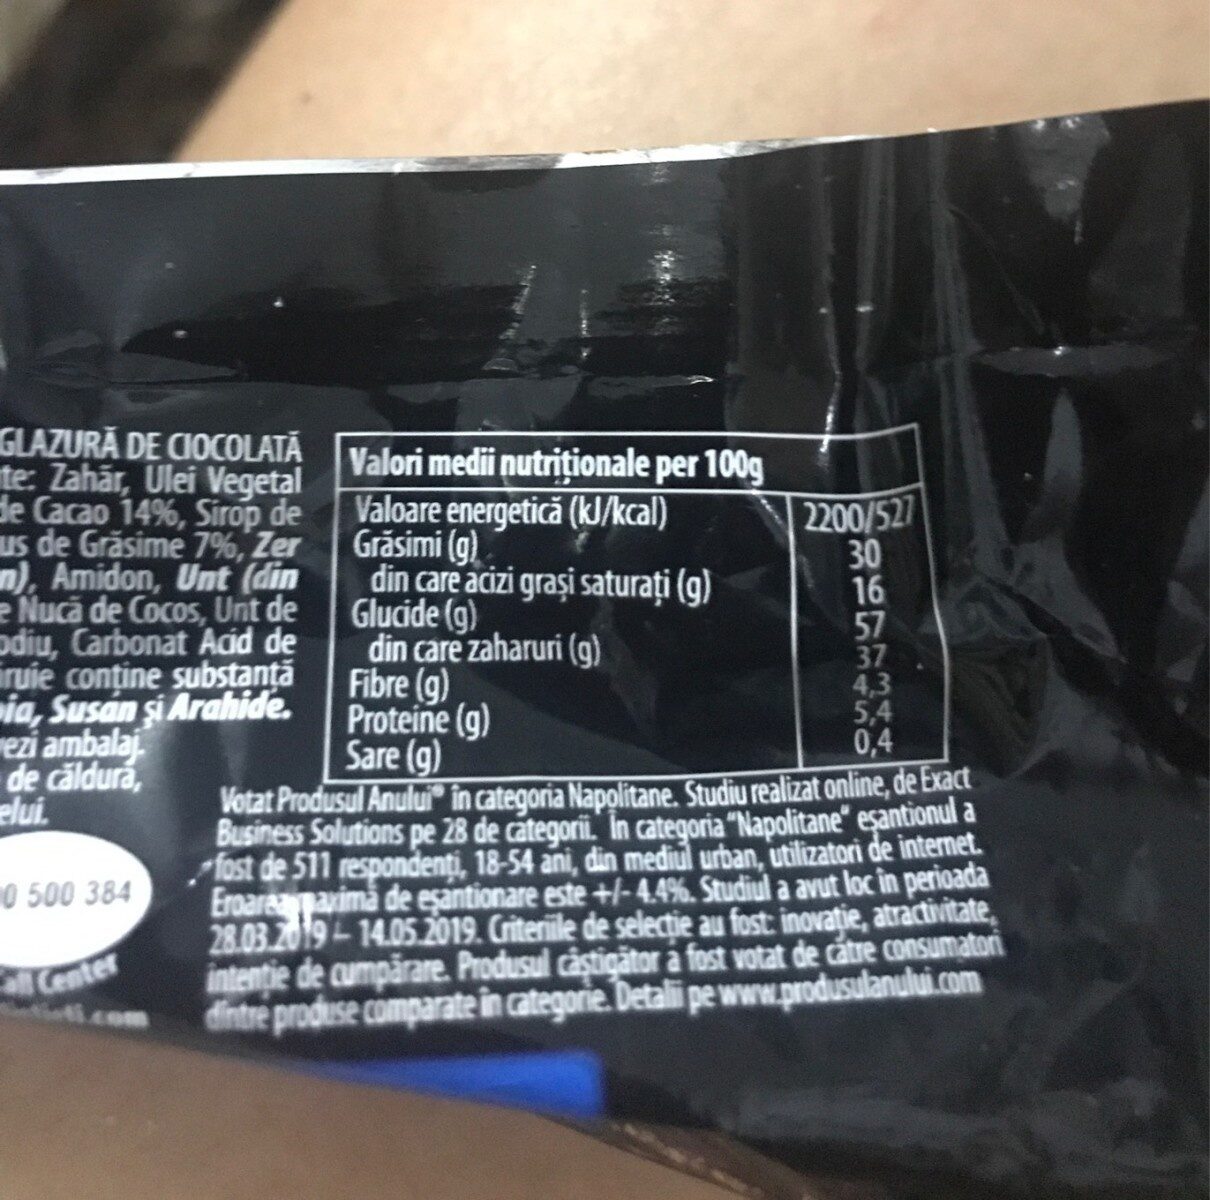 GLAZURĂ DE CIOCOLATĂ
Zahăr, Ulei Vegetal
de Cacao 14%, Sirop de
de Grăsime 7%, Zer
Amidon, Unt (din
Nucă de Cocos, Unt de
Carbonat Acid de
conține substanță
Susan și Arahide.
ambalaj.
de căldură,
0 500 384
Call Center
Valori medii nutriționale per 100g
Valoare energetică (kJ/kcal) 2200/527
Grăsimi (g) 30
din care acizi grași saturați (g) 16
Glucide (g) 57
din care zaharuri (g) 37
Fibre (g) 4,3
Proteine (g) 5,4
Sare (g) 0,4
Votat Produsul Anului® în categoria Napolitane. Studiu realizat online, de Exact
Business Solutions pe 28 de categorii. În categoria "Napolitane" eșantionul a
fost de 511 respondenți, 18-54 ani, din mediul urban, utilizatori de internet.
Eroarea maximă de eșantionare este +/- 4.4%. Studiul a avut loc în perioada
28.03.2019 – 14.05.2019. Criteriile de selecție au fost: inovație, atractivitate,
intenție de cumpărare. Produsul câștigător a fost votat de către consumatori
dintre produse comparate în categorie. Detalii pe www.produsulanului.com